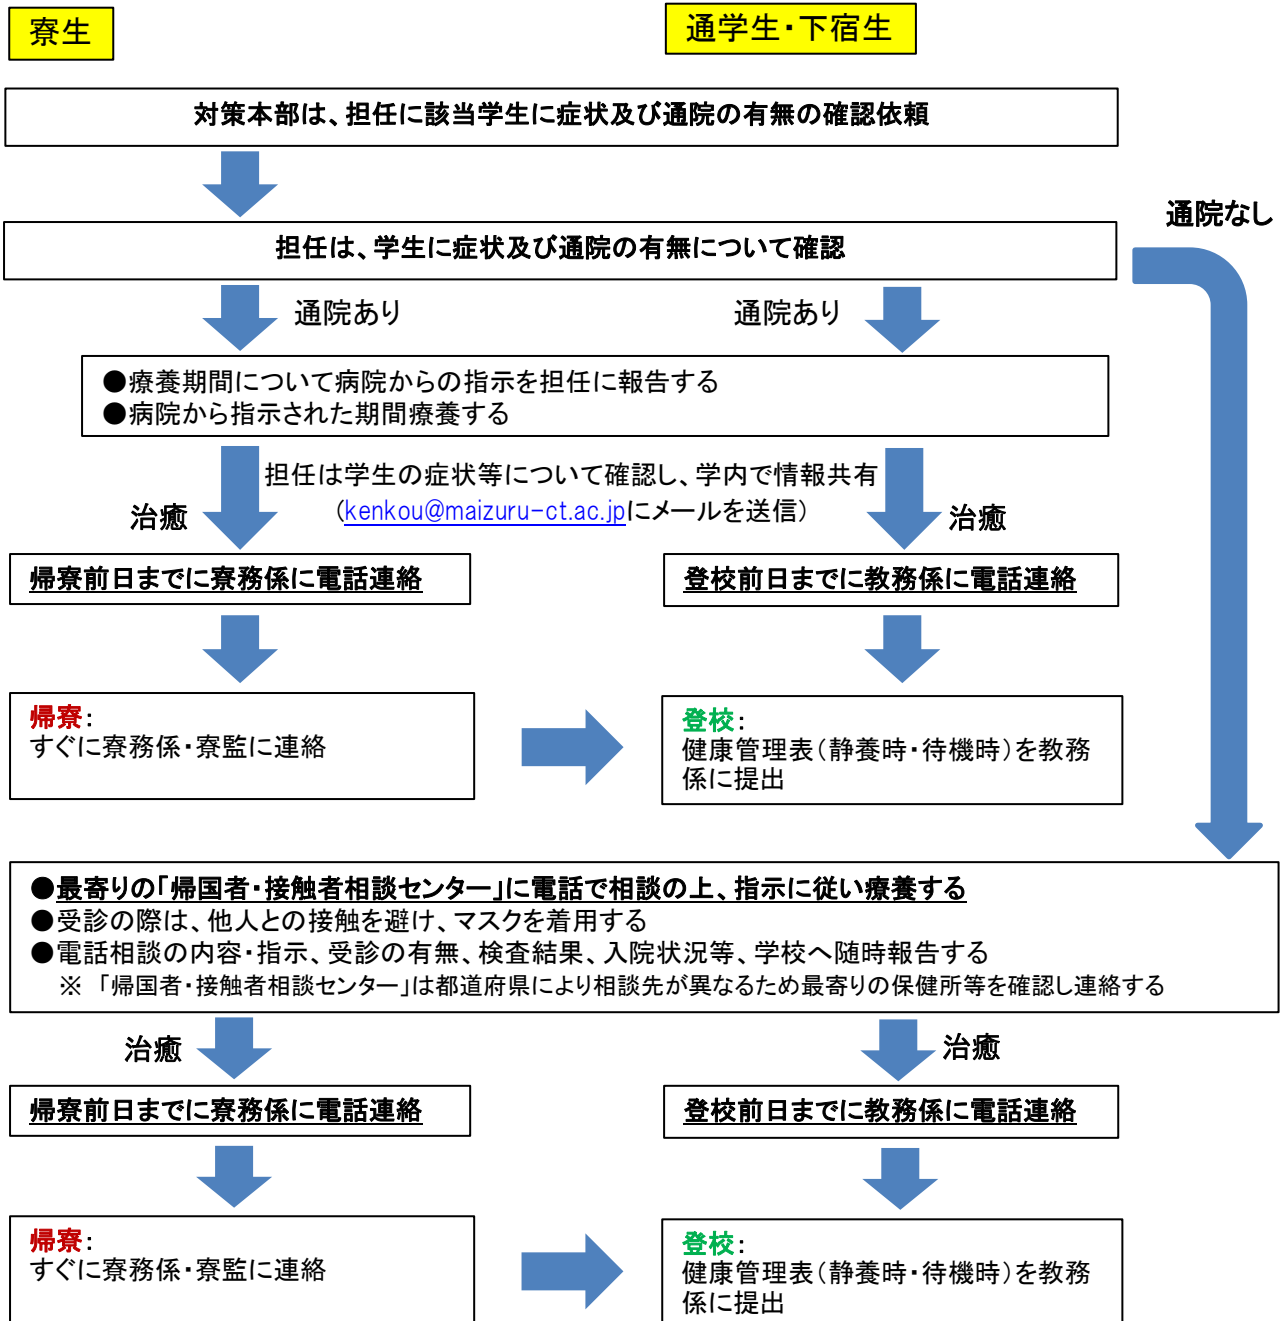 寮生
通学生・下宿生
対策本部は、担任に該当学生に症状及び通院の有無の確認依頼
通院なし
担任は、学生に症状及び通院の有無について確認
通院あり
通院あり
●療養期間について病院からの指示を担任に報告する
●病院から指示された期間療養する
担任は学生の症状等について確認し、学内で情報共有
(kenkou@maizuru-ct.ac.jpにメールを送信)
治癒
治癒
帰寮前日までに寮務係に電話連絡
登校前日までに教務係に電話連絡
帰寮:
すぐに寮務係・寮監に連絡
登校:
健康管理表(静養時・待機時)を教務
係に提出
●最寄りの「帰国者・接触者相談センター」に電話で相談の上、指示に従い療養する
●受診の際は、他人との接触を避け、マスクを着用する
●電話相談の内容・指示、受診の有無、検査結果、入院状況等、学校へ随時報告する
※ 「帰国者・接触者相談センター」は都道府県により相談先が異なるため最寄りの保健所等を確認し連絡する
治癒
治癒
帰寮前日までに寮務係に電話連絡
登校前日までに教務係に電話連絡
帰寮:
すぐに寮務係・寮監に連絡
登校:
健康管理表(静養時・待機時)を教務
係に提出